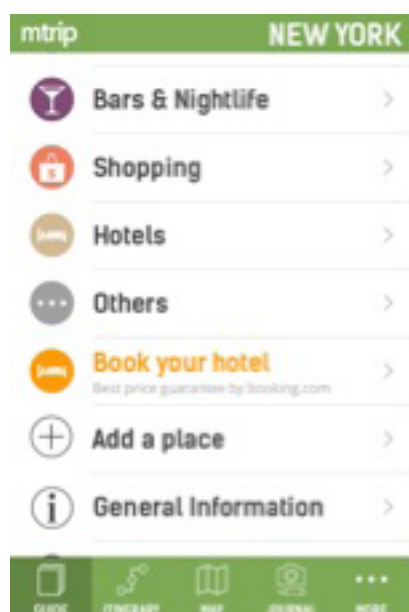 mtrip NEW YORK
Bars & Nightlife
Shopping
Hotels
Others
Book your hotel
Best price guarantee by booking.com
Add a place
General Information
GUIDE ITINERARY MAP JOURNAL MORE